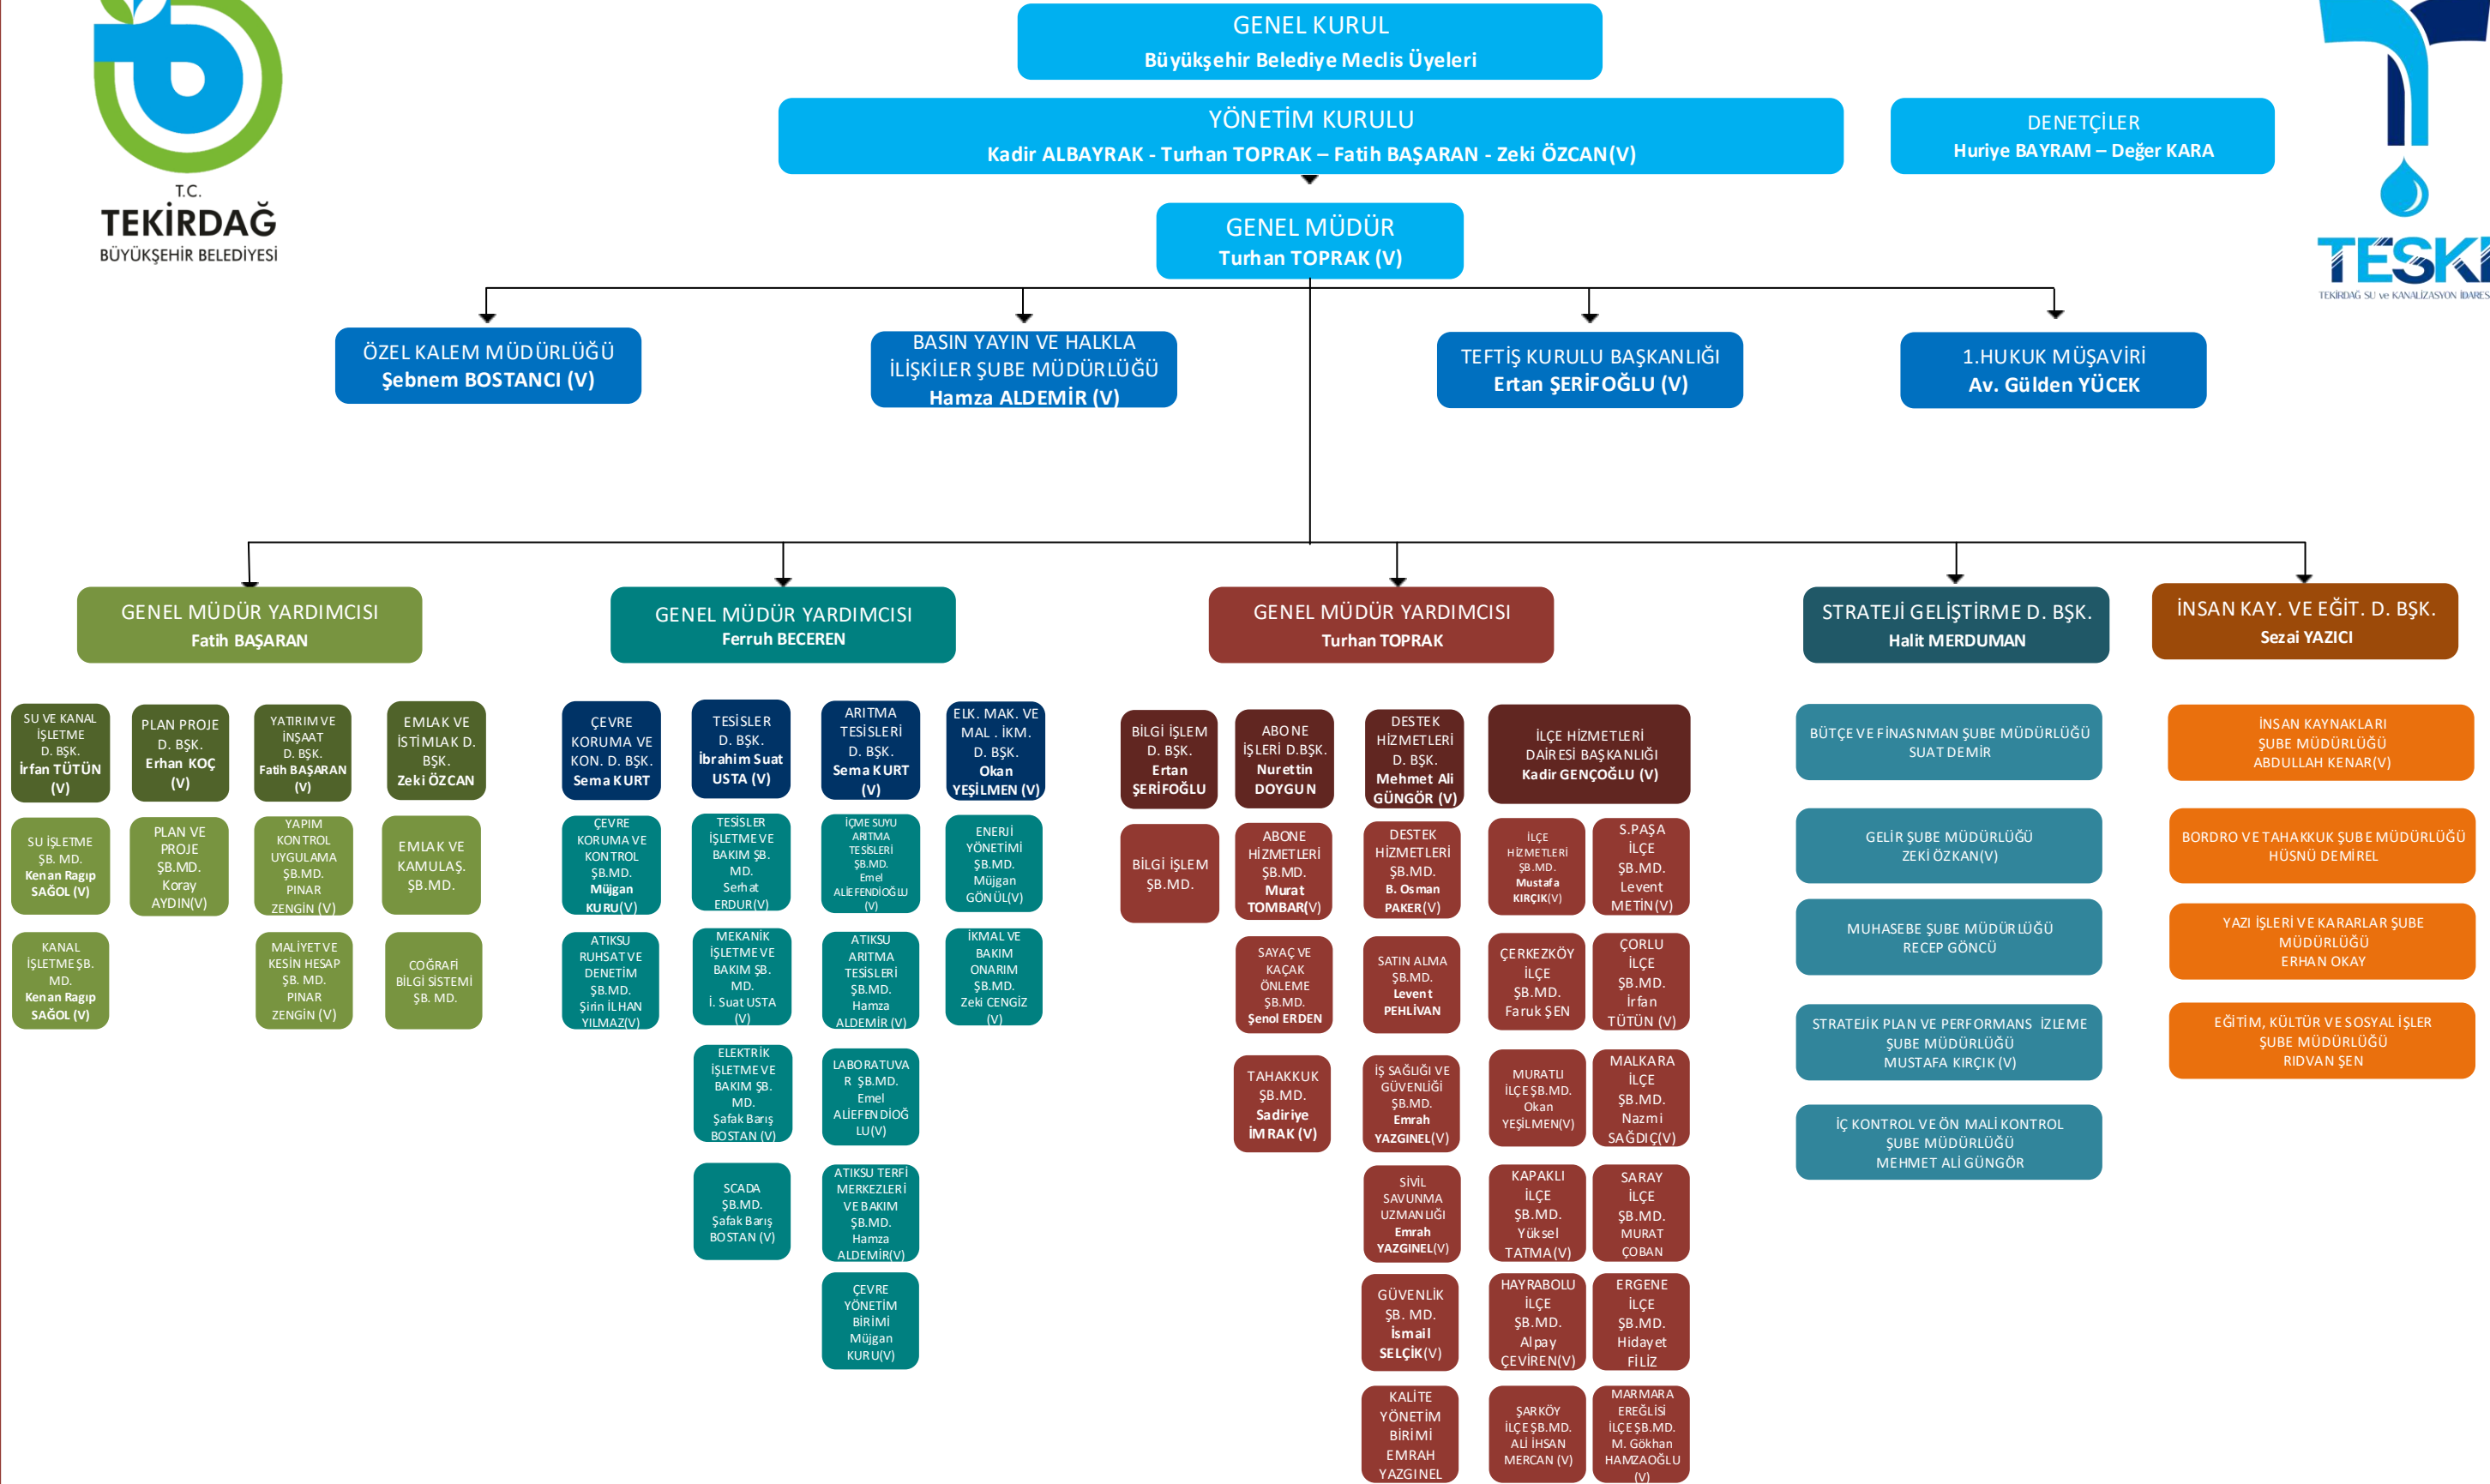 T.C.
TEKİRDAĞ
BÜYÜKŞEHİR BELEDİYESİ
GENEL KURUL
Büyükşehir Belediye Meclis Üyeleri
YÖNETİM KURULU
Kadir ALBAYRAK - Turhan TOPRAK – Fatih BAŞARAN - Zeki ÖZCAN(V)
DENETÇİLER
Huriye BAYRAM – Değer KARA
TESKİ
TEKİRDAĞ SU ve KANALİZASYON İDARES
GENEL MÜDÜR
Turhan TOPRAK (V)
ÖZEL KALEM MÜDÜRLÜĞÜ
Şebnem BOSTANCI (V)
BASIN YAYIN VE HALKLA
İLİŞKİLER ŞUBE MÜDÜRLÜĞÜ
Hamza ALDEMİR (V)
TEFTİŞ KURULU BAŞKANLIĞI
Ertan ŞERİFOĞLU (V)
1.HUKUK MÜŞAVİRİ
Av. Gülden YÜCEK
GENEL MÜDÜR YARDIMCISI
Fatih BAŞARAN
GENEL MÜDÜR YARDIMCISI
Ferruh BECEREN
GENEL MÜDÜR YARDIMCISI
Turhan TOPRAK
STRATEJİ GELİŞTİRME D. BŞK.
Halit MERDUMAN
İNSAN KAY. VE EĞİT. D. BŞK.
Sezai YAZICI
SU VE KANAL
İŞLETME
D. BŞK.
İrfan TÜTÜN
(V)
SU İŞLETME
ŞB. MD.
Kenan Ragıp
SAĞOL (V)
KANAL
İŞLETME ŞB.
MD.
Kenan Ragıp
SAĞOL (V)
PLAN PROJE
D. BŞK.
Erhan KOÇ
(V)
PLAN VE
PROJE
ŞB.MD.
Koray
AYDIN(V)
YATIRIM VE
İNŞAAT
D. BŞK.
Fatih BAŞARAN
(V)
YAPIM
KONTROL
UYGULAMA
ŞB.MD.
PINAR
ZENGİN (V)
MALİYET VE
KESİN HESAP
ŞB. MD.
PINAR
ZENGİN (V)
EMLAK VE
İSTİMLAK D.
BŞK.
Zeki ÖZCAN
EMLAK VE
KAMULAŞ.
ŞB.MD.
COĞRAFİ
BİLGİ SİSTEMİ
ŞB. MD.
ÇEVRE
KORUMA VE
KON. D. BŞK.
Sema KURT
ÇEVRE
KORUMA VE
KONTROL
ŞB.MD.
Müjgan
KURU(V)
ATIKSU
RUHSAT VE
DENETİM
ŞB.MD.
Şirin İLHAN
YILMAZ(V)
TESİSLER
D. BŞK.
İbrahim Suat
USTA (V)
TESİSLER
İŞLETME VE
BAKIM ŞB.
MD.
Serhat
ERDUR(V)
MEKANİK
İŞLETME VE
BAKIM ŞB.
MD.
İ. Suat USTA
(V)
ELEKTRİK
İŞLETME VE
BAKIM ŞB.
MD.
Şafak Barış
BOSTAN (V)
SCADA
ŞB.MD.
Şafak Barış
BOSTAN (V)
ARITMA
TESİSLERİ
D. BŞK.
Sema KURT
(V)
İÇME SUYU
ARITMA
TESİSLERİ
ŞB.MD.
Emel
ALİEFENDİOĞLU
(V)
ATIKSU
ARITMA
TESİSLERİ
ŞB.MD.
Hamza
ALDEMİR (V)
LABORATUVA
R ŞB.MD.
Emel
ALİEFENDİOĞ
LU(V)
ATIKSU TERFİ
MERKEZLERİ
VE BAKIM
ŞB.MD.
Hamza
ALDEMİR(V)
ÇEVRE
YÖNETİM
BİRİMİ
Müjgan
KURU(V)
ELK. MAK. VE
MAL . İKM.
D. BŞK.
Okan
YEŞİLMEN (V)
ENERJİ
YÖNETİMİ
ŞB.MD.
Müjgan
GÖNÜL(V)
İKMAL VE
BAKIM
ONARIM
ŞB.MD.
Zeki CENGİZ
(V)
BİLGİ İŞLEM
D. BŞK.
Ertan
ŞERİFOĞLU
BİLGİ İŞLEM
ŞB.MD.
ABONE
İŞLERİ D.BŞK.
Nurettin
DOYGUN
ABONE
HİZMETLERİ
ŞB.MD.
Murat
TOMBAR(V)
SAYAÇ VE
KAÇAK
ÖNLEME
ŞB.MD.
Şenol ERDEN
TAHAKKUK
ŞB.MD.
Sadiriye
İMRAK (V)
DESTEK
HİZMETLERİ
D. BŞK.
Mehmet Ali
GÜNGÖR (V)
DESTEK
HİZMETLERİ
ŞB.MD.
B. Osman
PAKER(V)
SATIN ALMA
ŞB.MD.
Levent
PEHLİVAN
İŞ SAĞLIĞI VE
GÜVENLİĞİ
ŞB.MD.
Emrah
YAZGINEL(V)
SİVİL
SAVUNMA
UZMANLIĞI
Emrah
YAZGINEL(V)
GÜVENLİK
ŞB. MD.
İsmail
SELÇİK(V)
KALİTE
YÖNETİM
BİRİMİ
EMRAH
YAZGINEL
İLÇE HİZMETLERİ
DAİRESİ BAŞKANLIĞI
Kadir GENÇOĞLU (V)
İLÇE
HİZMETLERİ
ŞB.MD.
Mustafa
KIRÇIK(V)
ÇERKEZKÖY
İLÇE
ŞB.MD.
Faruk ŞEN
MURATLI
İLÇE ŞB.MD.
Okan
YEŞİLMEN(V)
KAPAKLI
İLÇE
ŞB.MD.
Yüksel
TATMA(V)
HAYRABOLU
İLÇE
ŞB.MD.
Alpay
ÇEVİREN(V)
ŞARKÖY
İLÇE ŞB.MD.
ALİ İHSAN
MERCAN (V)
S.PAŞA
İLÇE
ŞB.MD.
Levent
METİN(V)
ÇORLU
İLÇE
ŞB.MD.
İrfan
TÜTÜN (V)
MALKARA
İLÇE
ŞB.MD.
Nazmi
SAĞDIÇ(V)
SARAY
İLÇE
ŞB.MD.
MURAT
ÇOBAN
ERGENE
İLÇE
ŞB.MD.
Hidayet
FİLİZ
MARMARA
EREĞLİSİ
İLÇE ŞB.MD.
M. Gökhan
HAMZAOĞLU
(V)
BÜTÇE VE FİNASNMAN ŞUBE MÜDÜRLÜĞÜ
SUAT DEMİR
GELİR ŞUBE MÜDÜRLÜĞÜ
ZEKİ ÖZKAN(V)
MUHASEBE ŞUBE MÜDÜRLÜĞÜ
RECEP GÖNCÜ
STRATEJİK PLAN VE PERFORMANS İZLEME
ŞUBE MÜDÜRLÜĞÜ
MUSTAFA KIRÇIK (V)
İÇ KONTROL VE ÖN MALİ KONTROL
ŞUBE MÜDÜRLÜĞÜ
MEHMET ALİ GÜNGÖR
İNSAN KAYNAKLARI
ŞUBE MÜDÜRLÜĞÜ
ABDULLAH KENAR(V)
BORDRO VE TAHAKKUK ŞUBE MÜDÜRLÜĞÜ
HÜSNÜ DEMİREL
YAZI İŞLERİ VE KARARLAR ŞUBE
MÜDÜRLÜĞÜ
ERHAN OKAY
EĞİTİM, KÜLTÜR VE SOSYAL İŞLER
ŞUBE MÜDÜRLÜĞÜ
RIDVAN ŞEN